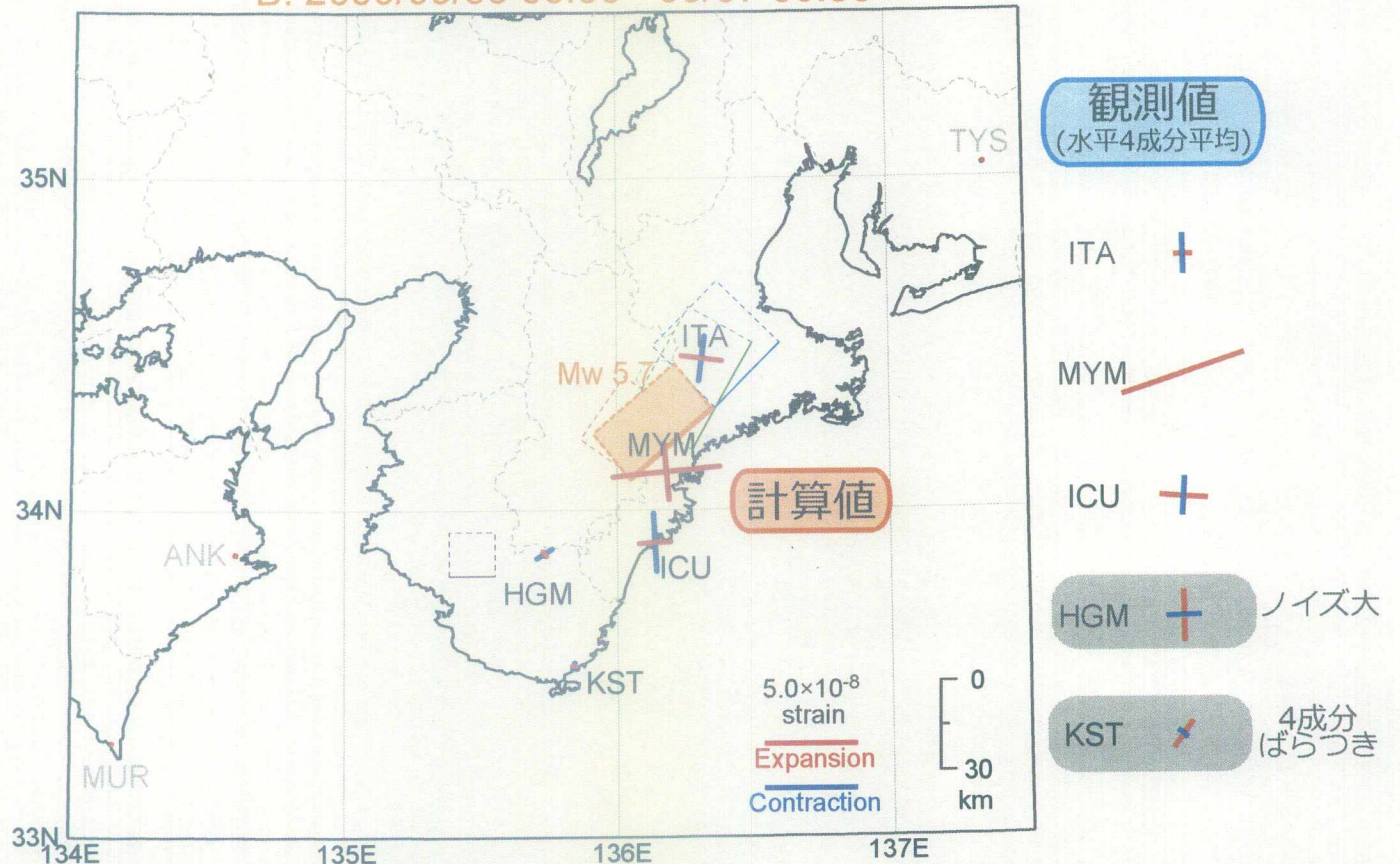 観測値
(水平4成分平均)
TYS
35N
ITA
ITA
Mw 5.7
MYM
MYM
計算値
34N
ICU
ANK
ICU
HGM
HGM
ノイズ大
KST
5.0×10⁻⁸
strain
Expansion
Contraction
0
30
km
KST
4成分
ばらつき
MUR
33N
134E
135E
136E
137E